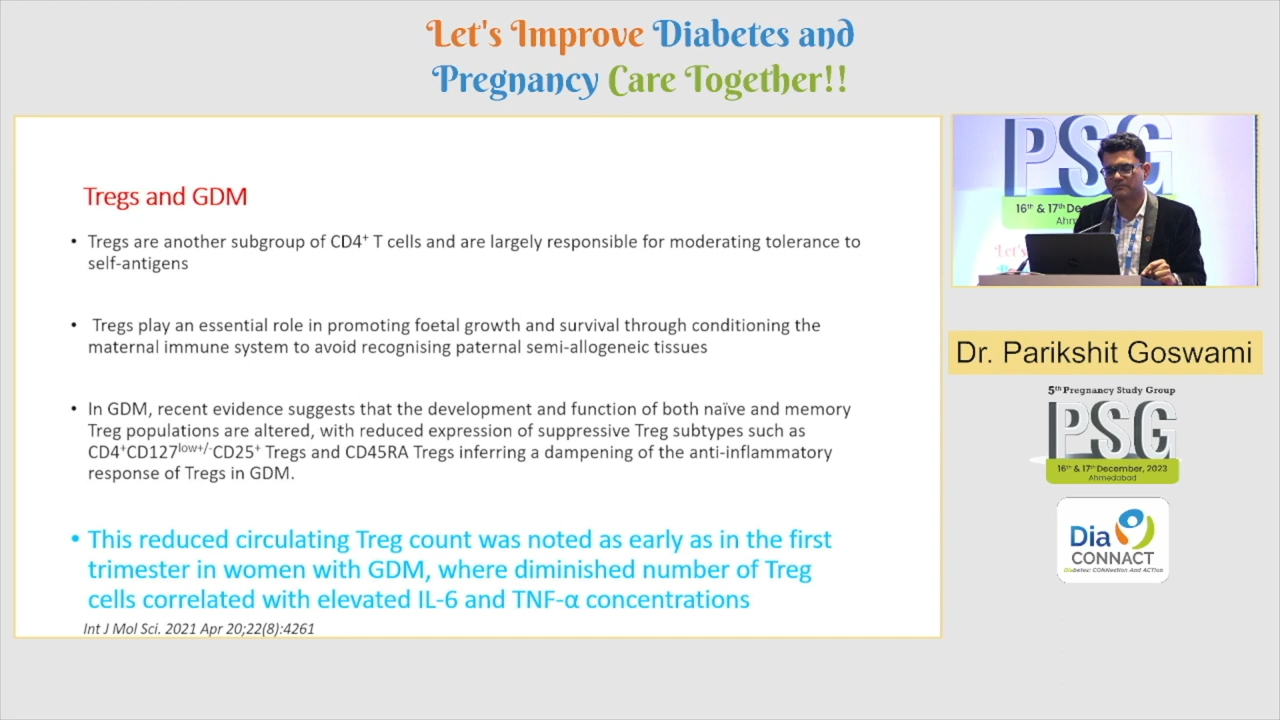 Let's Improve Diabetes and
Pregnancy Care Together!!
Tregs and GDM
• Tregs are another subgroup of CD4⁺ T cells and are largely responsible for moderating tolerance to
self-antigens
• Tregs play an essential role in promoting foetal growth and survival through conditioning the
maternal immune system to avoid recognising paternal semi-allogeneic tissues
• In GDM, recent evidence suggests that the development and function of both naïve and memory
Treg populations are altered, with reduced expression of suppressive Treg subtypes such as
CD4⁺CD127ˡᵒʷ⁺/⁻CD25⁺ Tregs and CD45RA Tregs inferring a dampening of the anti-inflammatory
response of Tregs in GDM.
• This reduced circulating Treg count was noted as early as in the first
trimester in women with GDM, where diminished number of Treg
cells correlated with elevated IL-6 and TNF-α concentrations
Int J Mol Sci. 2021 Apr 20;22(8):4261
PSG
16th & 17th Dec
Ahm
Let's
Dr. Parikshit Goswami
5th Pregnancy Study Group
PSG
16th & 17th December, 2023
Ahmedabad
Dia
CONNACT
Diabetes: CONNection And ACTion